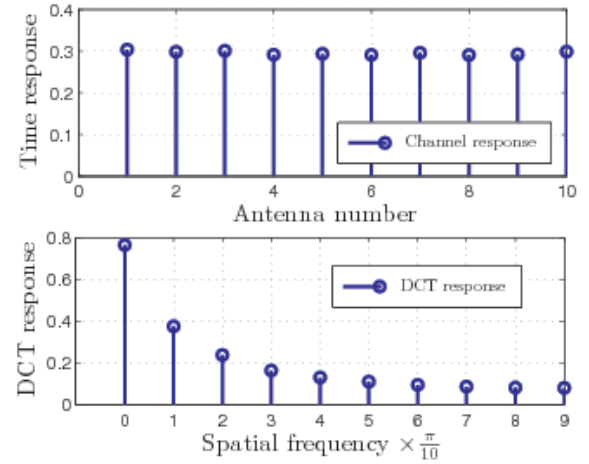 Time response
0.4
0.3
0.2
0.1
0
Channel response
0 2 4 6 8 10
Antenna number
DCT response
0.8
0.6
0.4
0.2
0
DCT response
0 1 2 3 4 5 6 7 8 9
Spatial frequency × π/10